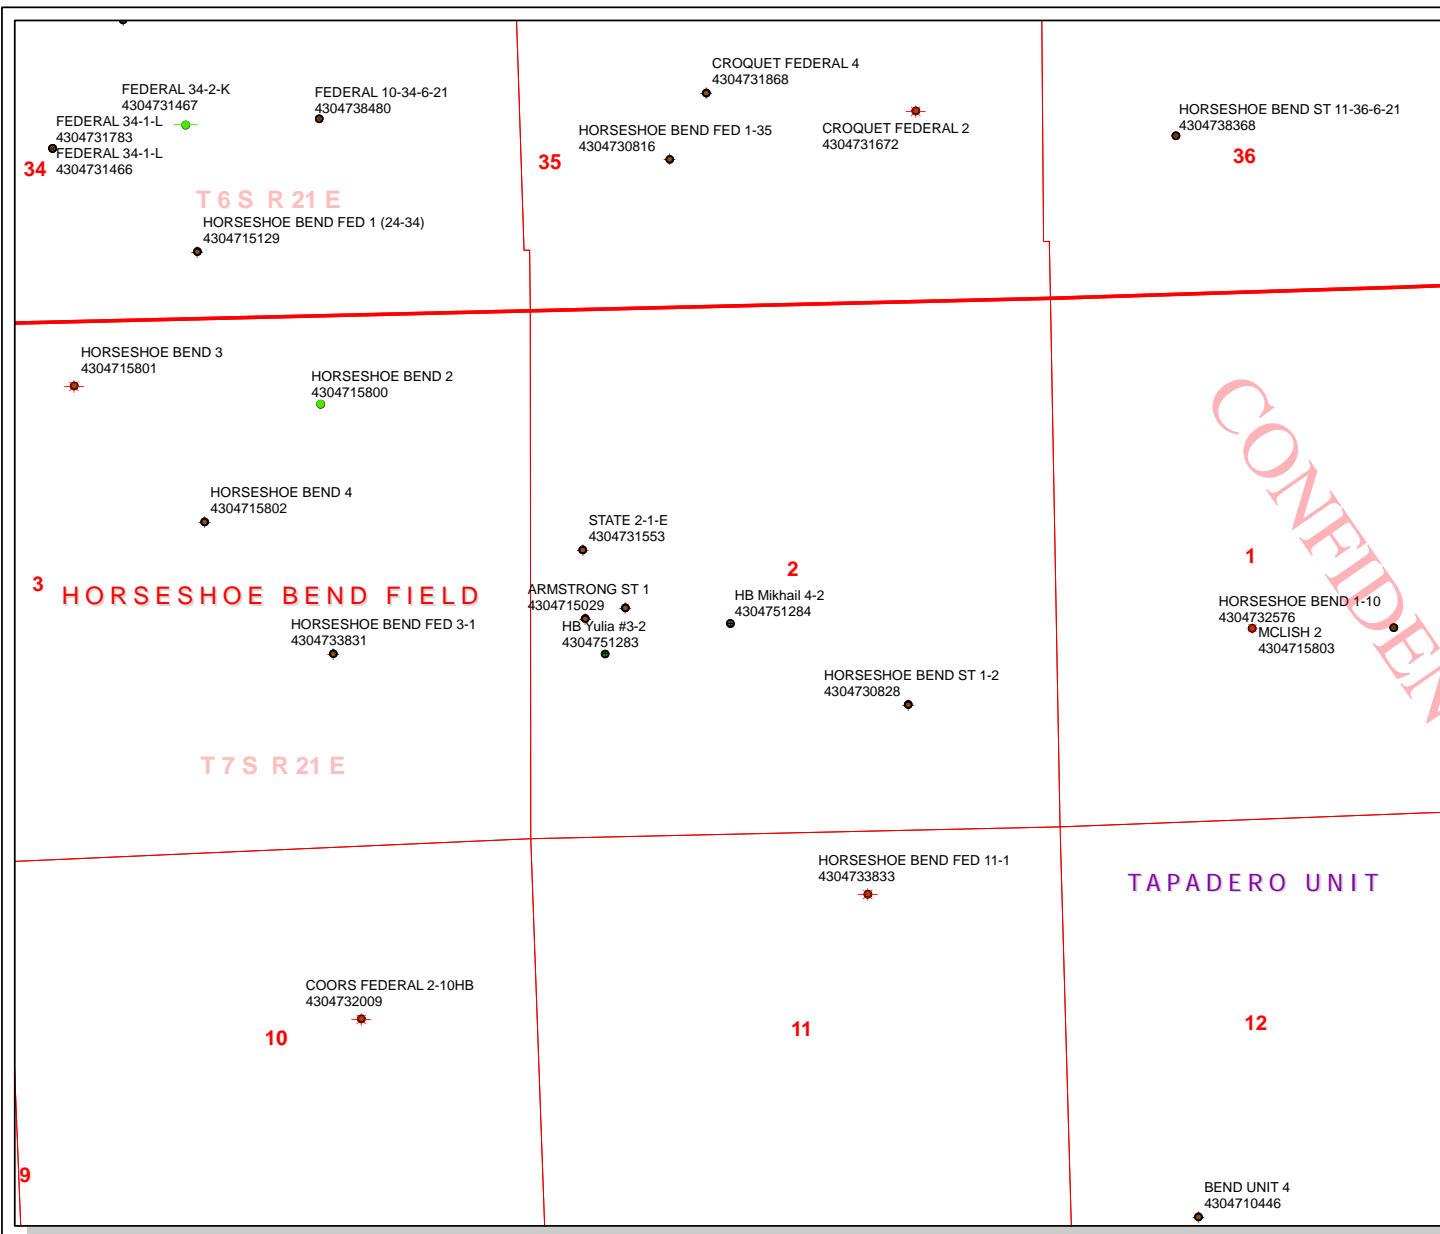 CROQUET FEDERAL 4
4304731868
FEDERAL 34-2-K
4304731467
FEDERAL 10-34-6-21
4304738480
HORSESHOE BEND ST 11-36-6-21
4304738368
FEDERAL 34-1-L
4304731783
FEDERAL 34-1-L
4304731466
HORSESHOE BEND FED 1-35
4304730816
CROQUET FEDERAL 2
4304731672
34
35
36
T 6 S R 21 E
HORSESHOE BEND FED 1 (24-34)
4304715129
HORSESHOE BEND 3
4304715801
HORSESHOE BEND 2
4304715800
CONFIDEN
HORSESHOE BEND 4
4304715802
STATE 2-1-E
4304731553
2
1
3
HORSESHOE BEND FIELD
ARMSTRONG ST 1
4304715029
HB Mikhail 4-2
4304751284
HORSESHOE BEND 1-10
4304732576
HORSESHOE BEND FED 3-1
4304733831
HB Yulia #3-2
4304751283
MCLISH 2
4304715803
HORSESHOE BEND ST 1-2
4304730828
T 7 S R 21 E
HORSESHOE BEND FED 11-1
4304733833
TAPADERO UNIT
COORS FEDERAL 2-10HB
4304732009
10
11
12
9
BEND UNIT 4
4304710446